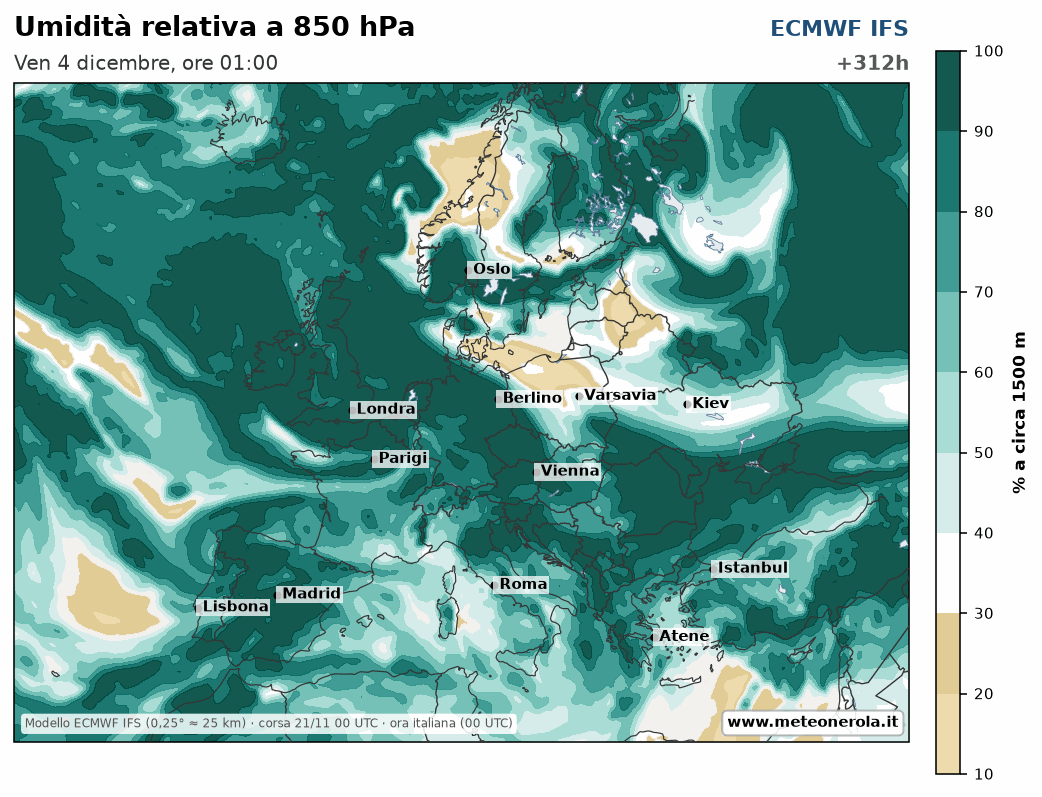 Umidità relativa a 850 hPa
ECMWF IFS
Ven 4 dicembre, ore 01:00
+312h
100
90
80
70
60
50
40
30
20
10
% a circa 1500 m
Oslo
Berlino
Varsavia
Kiev
Londra
Parigi
Vienna
Istanbul
Roma
Madrid
Lisbona
Atene
Modello ECMWF IFS (0,25° ≈ 25 km) · corsa 21/11 00 UTC · ora italiana (00 UTC)
www.meteonerola.it